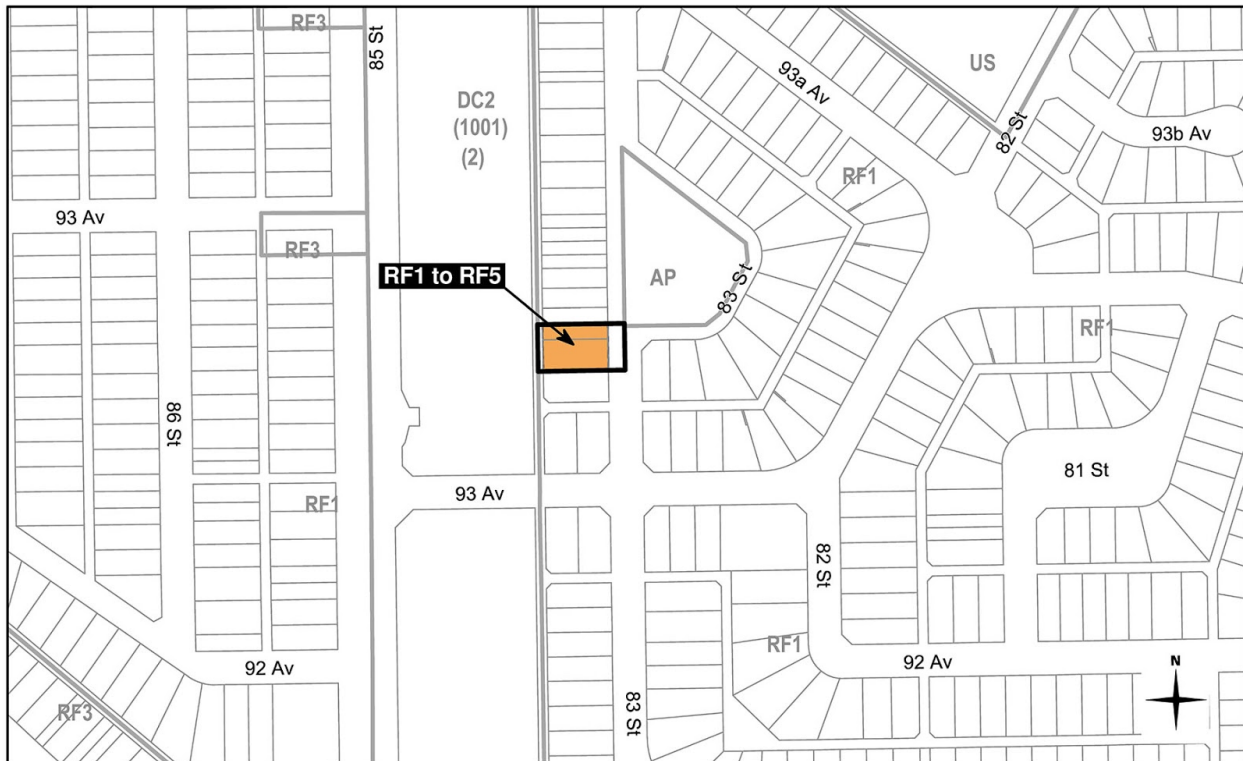 RF3
85 St
DC2
(1001)
(2)
93a Av
US
82 St
93b Av
RF1
93 Av
RF3
AP
83 St
RF1 to RF5
RF1
86 St
81 St
93 Av
RF1
82 St
RF1
92 Av
92 Av
83 St
RF3
N